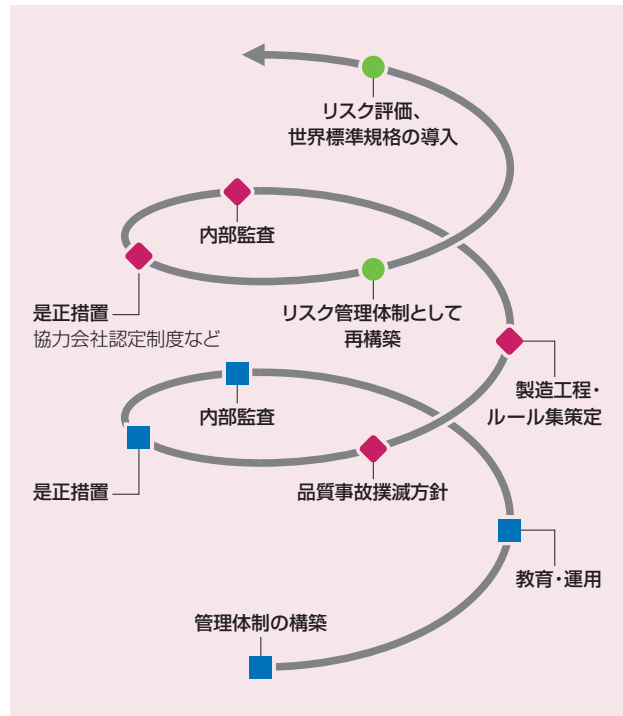 リスク評価、
世界標準規格の導入
内部監査
是正措置
協力会社認定制度など
リスク管理体制として
再構築
製造工程・
ルール集策定
内部監査
是正措置
品質事故撲滅方針
教育・運用
管理体制の構築